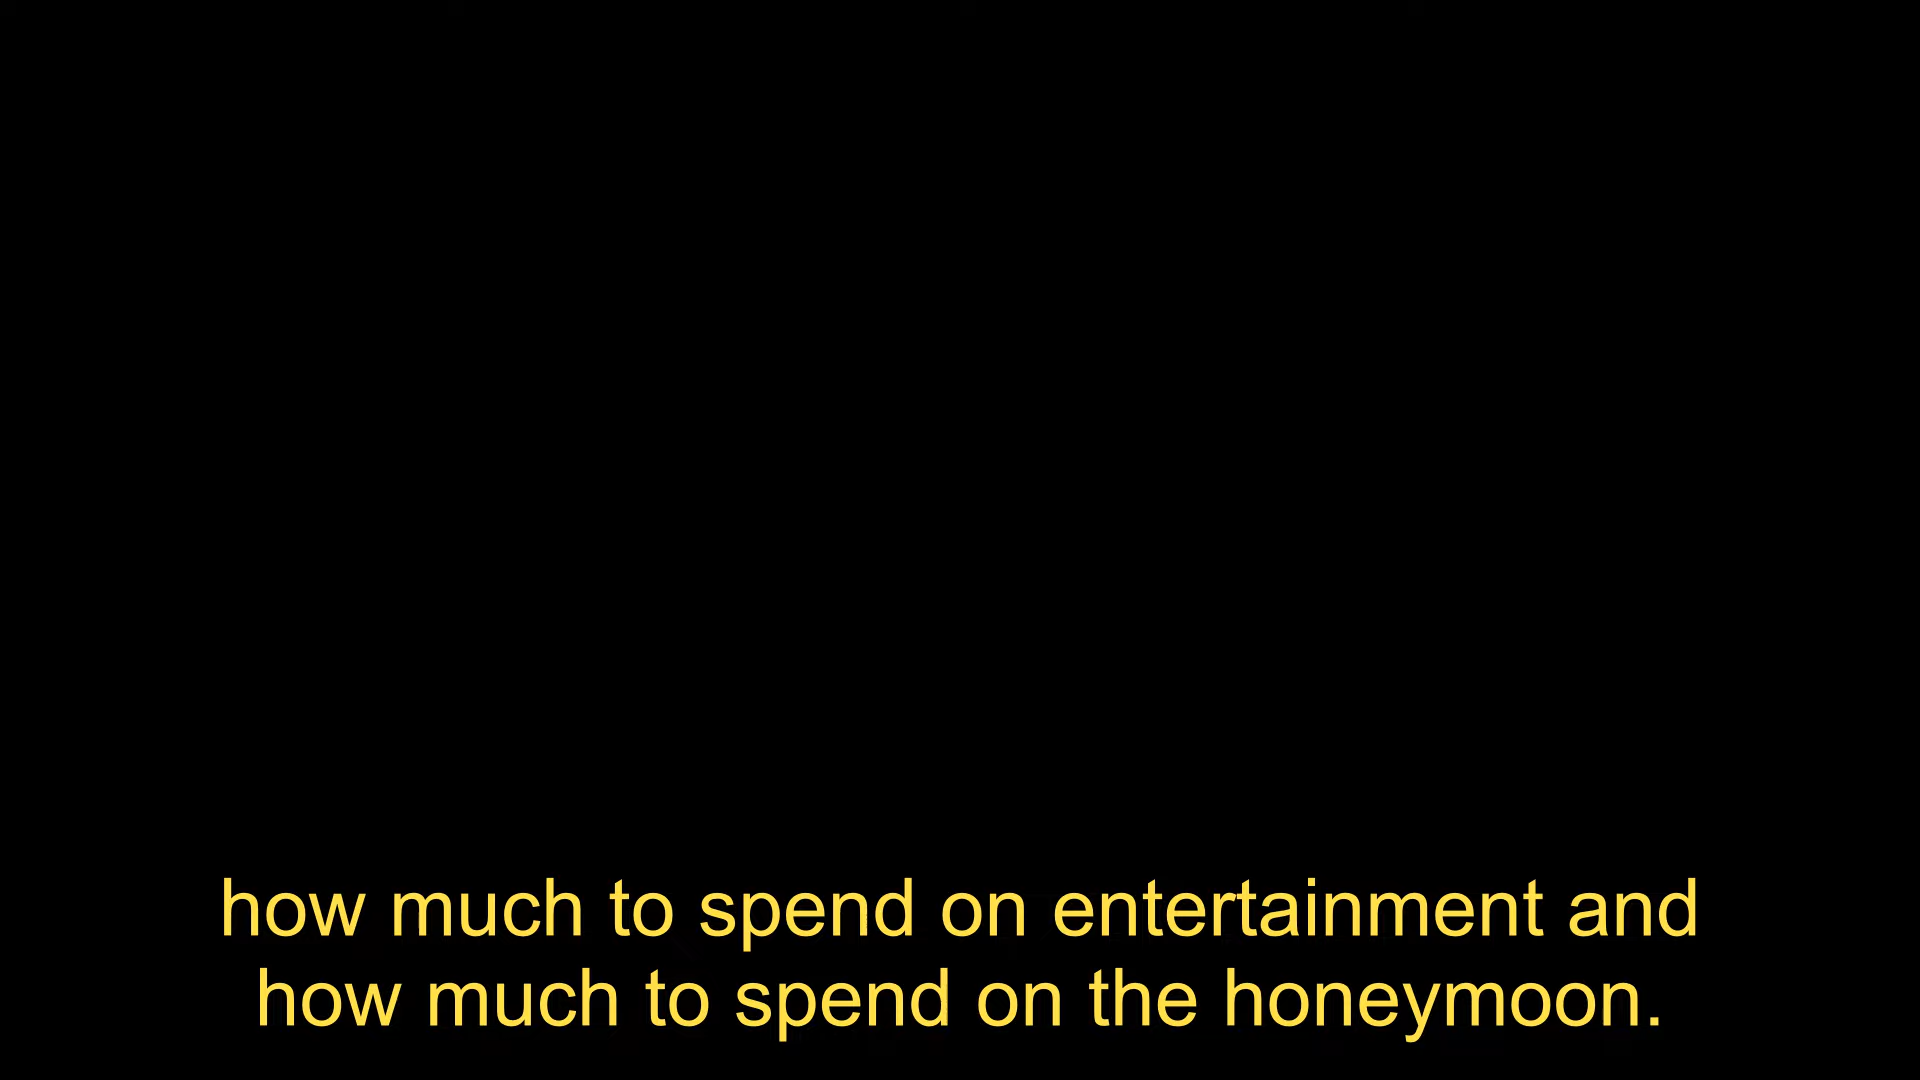 how much to spend on entertainment and
how much to spend on the honeymoon.